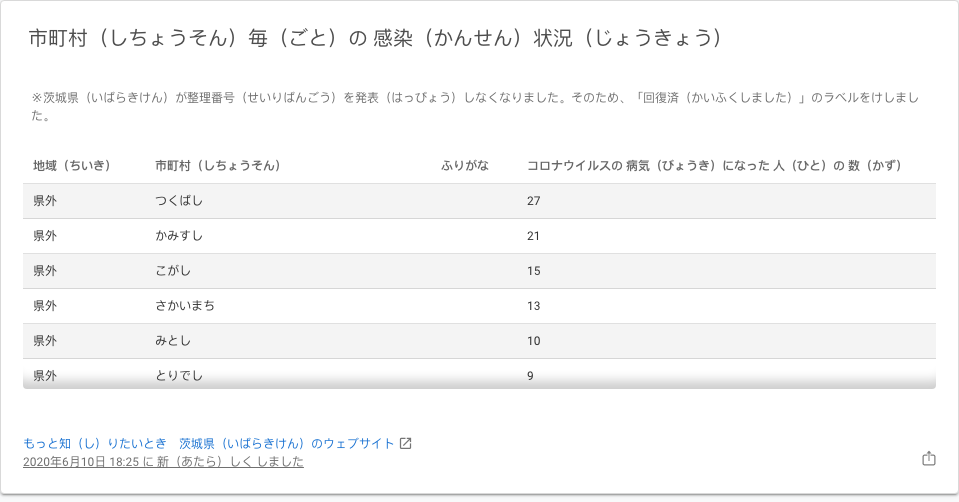 市町村（しちょうそん）毎（ごと）の 感染（かんせん）状況（じょうきょう）
※茨城県（いばらきけん）が整理番号（せいりばんごう）を発表（はっぴょう）しなくなりました。そのため、「回復済（かいふくしました）」のラベルをけしまし
た。
地域（ちいき） 市町村（しちょうそん） ふりがな コロナウイルスの 病気（びょうき）になった 人（ひと）の 数（かず）
県外 つくばし 27
県外 かみすし 21
県外 こがし 15
県外 さかいまち 13
県外 みとし 10
県外 とりでし 9
もっと知（し）りたいとき　茨城県（いばらきけん）のウェブサイト
2020年6月10日 18:25 に 新（あたら）しく しました